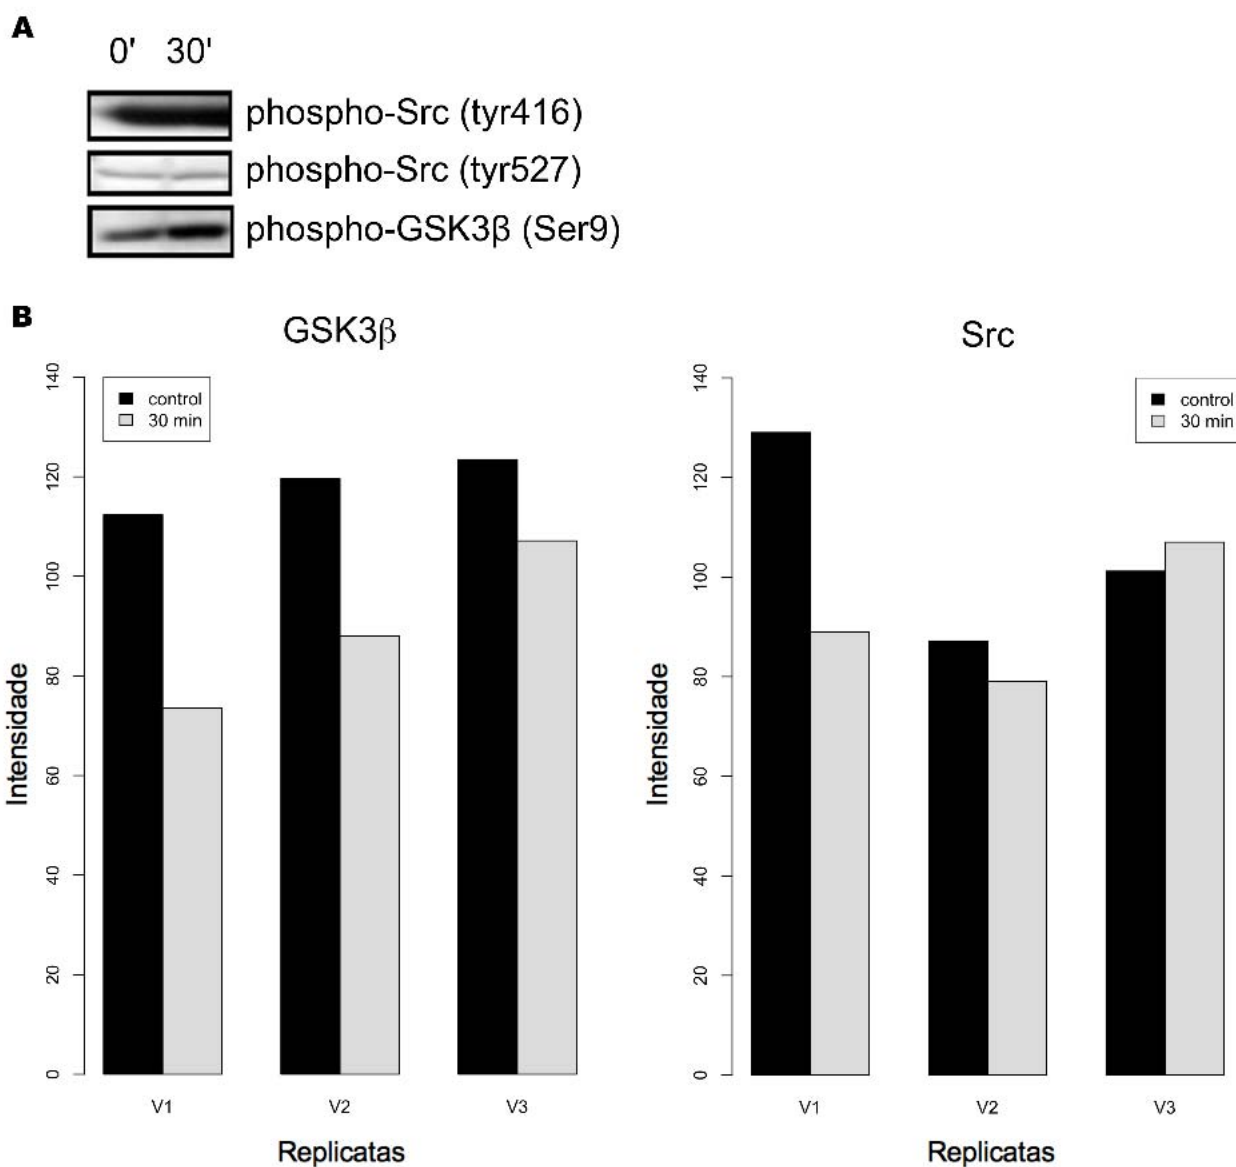 A
0' 30'
phospho-Src (tyr416)
phospho-Src (tyr527)
phospho-GSK3β (Ser9)
B
GSK3β
control
30 min
140
120
100
80
60
40
20
0
Intensidade
V1 V2 V3
Replicatas
Src
control
30 min
140
120
100
80
60
40
20
0
Intensidade
V1 V2 V3
Replicatas